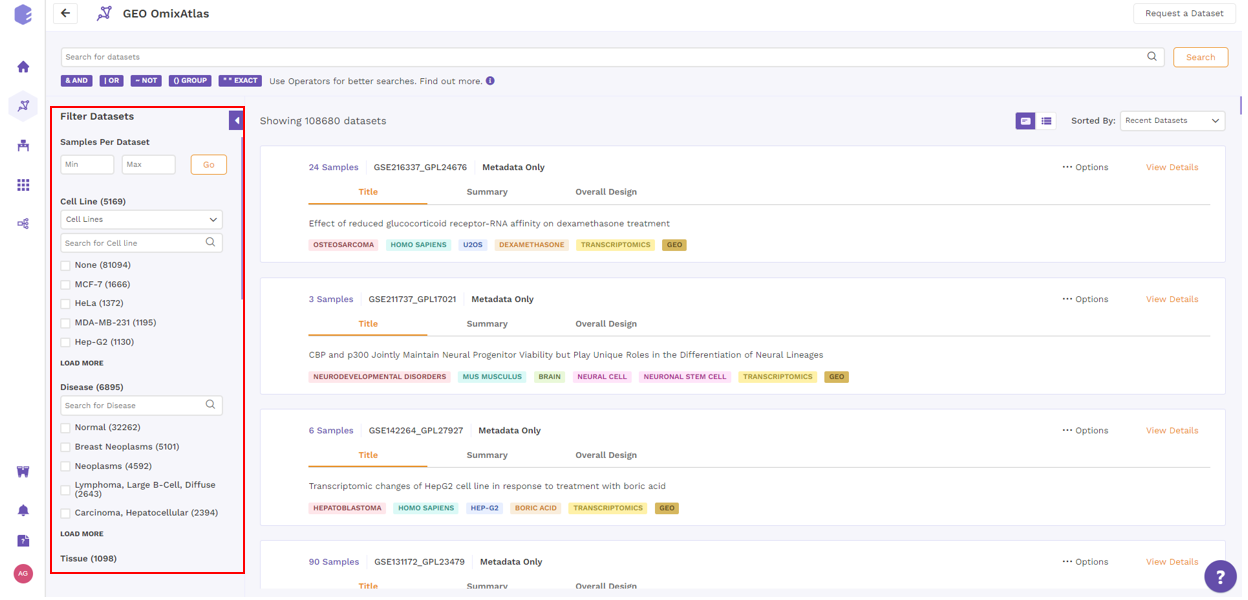 GEO OmixAtlas
Request a Dataset
Search for datasets
Search
& AND
| OR
~ NOT
() GROUP
" " EXACT
Use Operators for better searches. Find out more.
Filter Datasets
Samples Per Dataset
Min
Max
Go
Cell Line (5169)
Cell Lines
Search for Cell line
None (81094)
MCF-7 (1666)
HeLa (1372)
MDA-MB-231 (1195)
Hep-G2 (1130)
LOAD MORE
Disease (6895)
Search for Disease
Normal (32262)
Breast Neoplasms (5101)
Neoplasms (4592)
Lymphoma, Large B-Cell, Diffuse
(2643)
Carcinoma, Hepatocellular (2394)
LOAD MORE
Tissue (1098)
AG
Showing 108680 datasets
Sorted By:
Recent Datasets
24 Samples
GSE216337_GPL24676
Metadata Only
Options
View Details
Title
Summary
Overall Design
Effect of reduced glucocorticoid receptor-RNA affinity on dexamethasone treatment
OSTEOSARCOMA
HOMO SAPIENS
U2OS
DEXAMETHASONE
TRANSCRIPTOMICS
GEO
3 Samples
GSE211737_GPL17021
Metadata Only
Options
View Details
Title
Summary
Overall Design
CBP and p300 Jointly Maintain Neural Progenitor Viability but Play Unique Roles in the Differentiation of Neural Lineages
NEURODEVELOPMENTAL DISORDERS
MUS MUSCULUS
BRAIN
NEURAL CELL
NEURONAL STEM CELL
TRANSCRIPTOMICS
GEO
6 Samples
GSE142264_GPL27927
Metadata Only
Options
View Details
Title
Summary
Overall Design
Transcriptomic changes of HepG2 cell line in response to treatment with boric acid
HEPATOBLASTOMA
HOMO SAPIENS
HEP-G2
BORIC ACID
TRANSCRIPTOMICS
GEO
90 Samples
GSE131172_GPL23479
Metadata Only
Options
View Details
Title
Summary
Overall Design
?